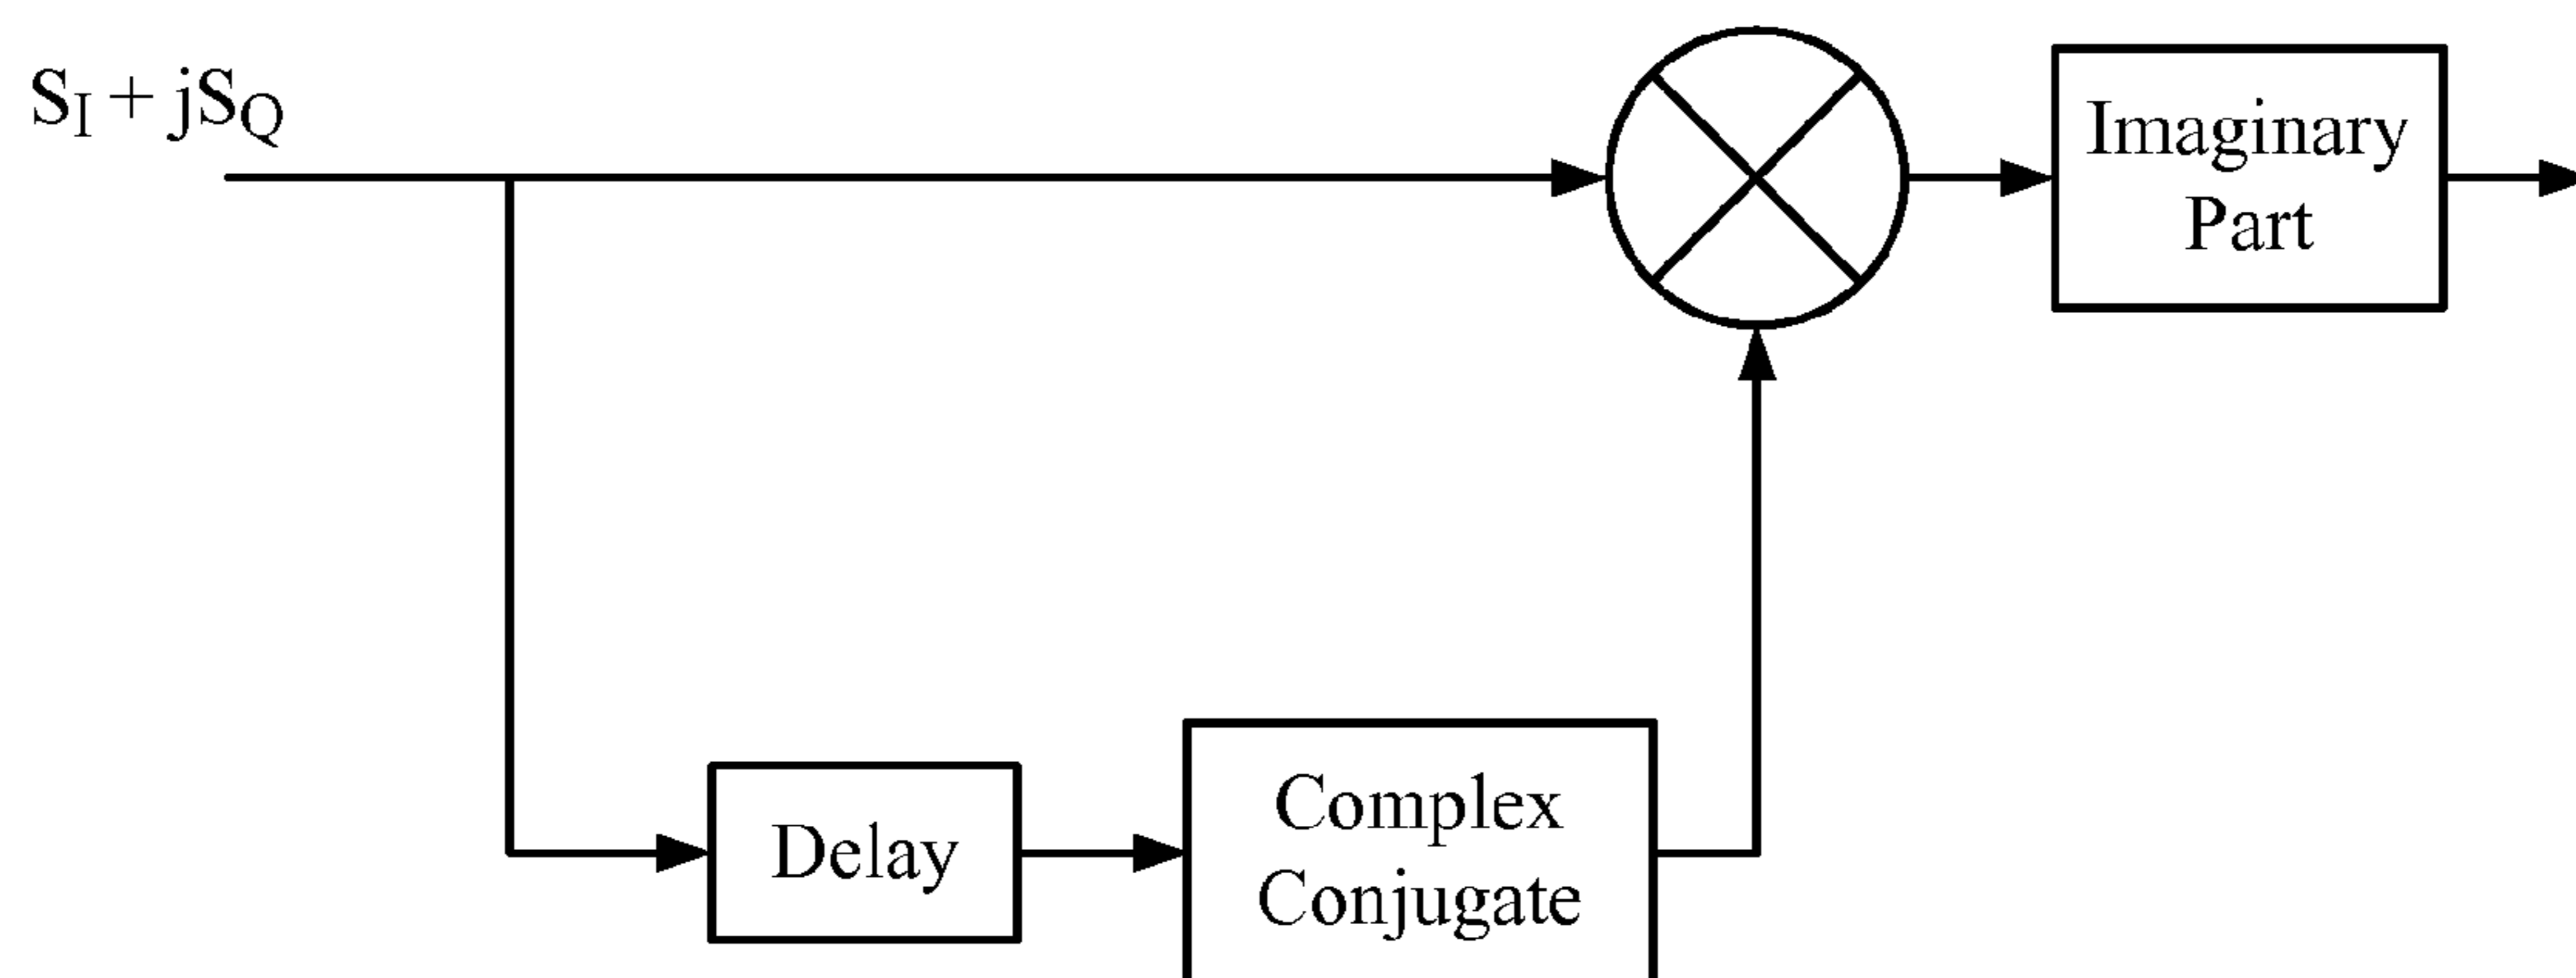 S_I + jS_Q
Imaginary
Part
Delay
Complex
Conjugate